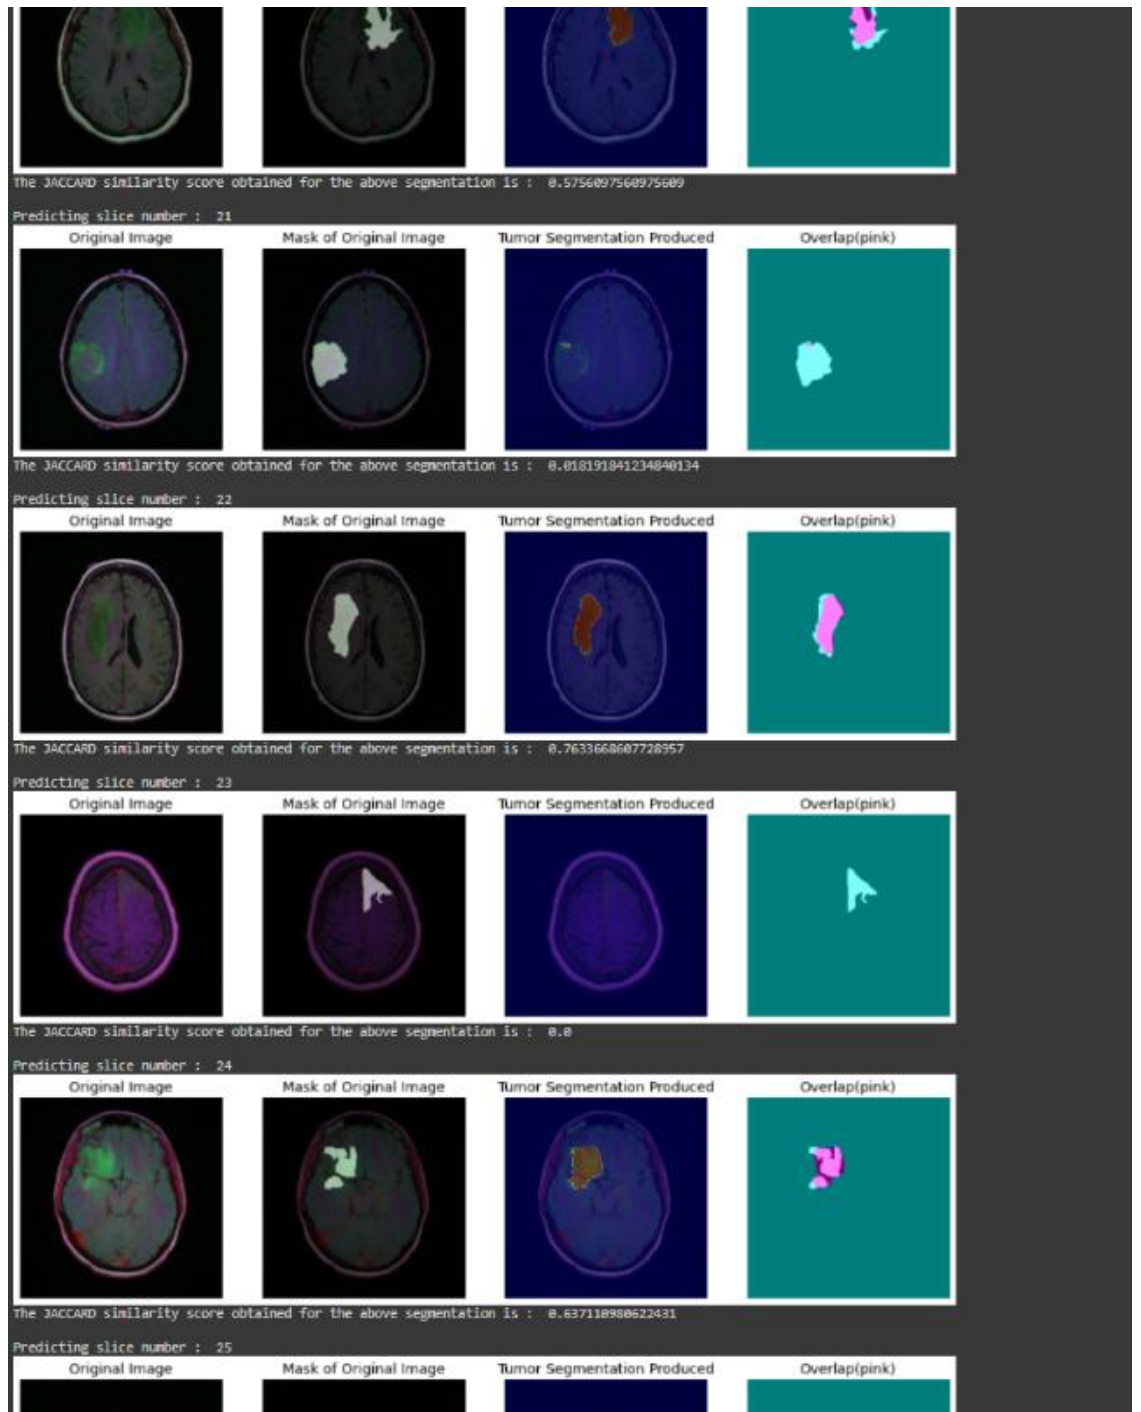 The JACCARD similarity score obtained for the above segmentation is :  0.5756097560975609
Predicting slice number :  21
Original Image Mask of Original Image Tumor Segmentation Produced Overlap(pink)
The JACCARD similarity score obtained for the above segmentation is :  0.018191841234840134
Predicting slice number :  22
Original Image Mask of Original Image Tumor Segmentation Produced Overlap(pink)
The JACCARD similarity score obtained for the above segmentation is :  0.7633668607728957
Predicting slice number :  23
Original Image Mask of Original Image Tumor Segmentation Produced Overlap(pink)
The JACCARD similarity score obtained for the above segmentation is :  0.0
Predicting slice number :  24
Original Image Mask of Original Image Tumor Segmentation Produced Overlap(pink)
The JACCARD similarity score obtained for the above segmentation is :  0.637110980622431
Predicting slice number :  25
Original Image Mask of Original Image Tumor Segmentation Produced Overlap(pink)